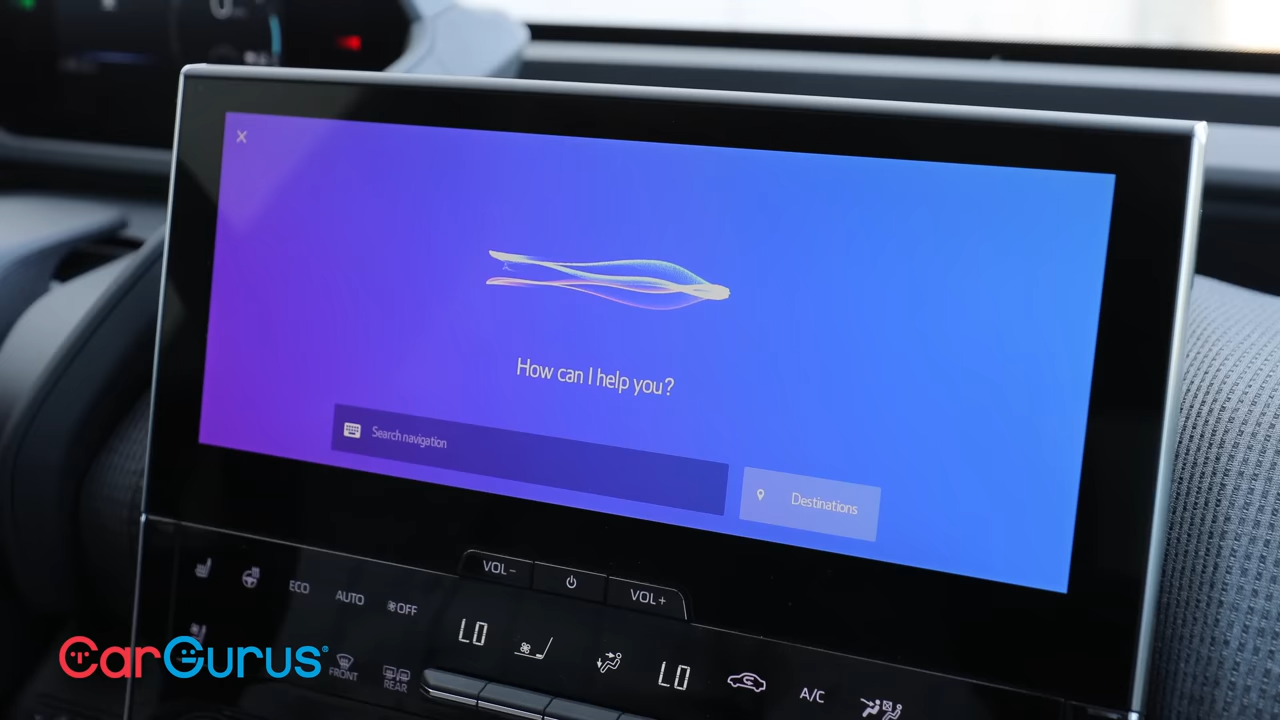 ×
How can I help you?
Search navigation
Destinations
VOL-
VOL+
ECO
AUTO
OFF
LO
LO
A/C
FRONT
REAR
CarGurus®